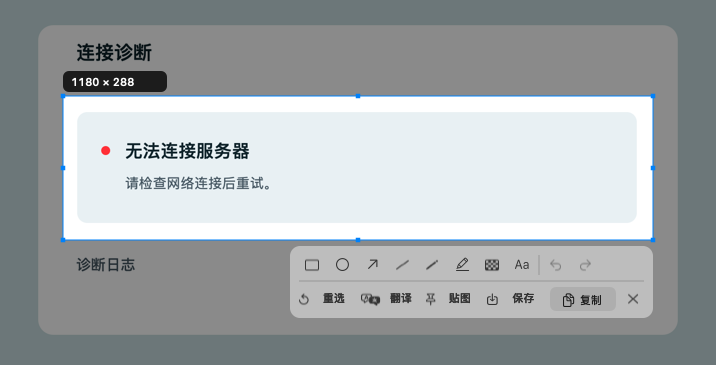 连接诊断
1180 × 288
无法连接服务器
请检查网络连接后重试。
诊断日志
Aa
重选 翻译 贴图 保存 复制